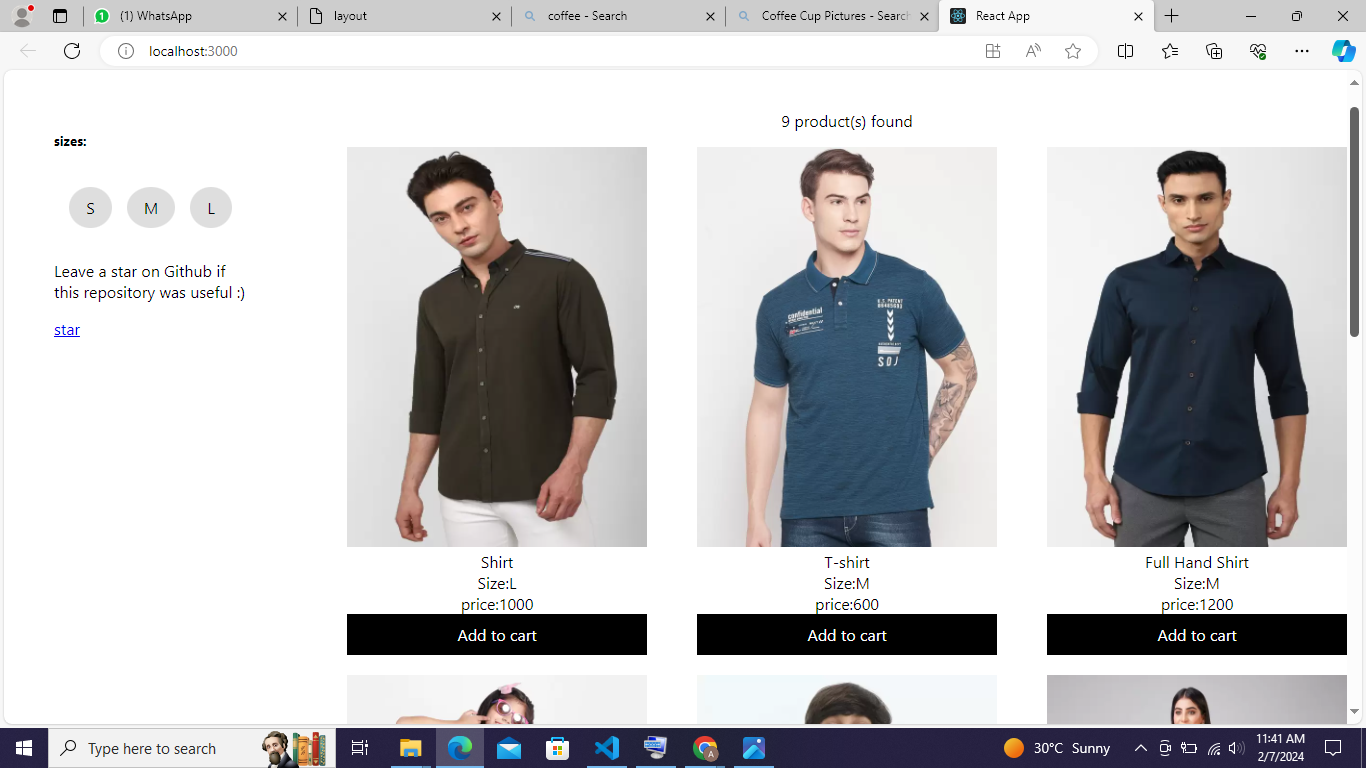 (1) WhatsApp
layout
coffee - Search
Coffee Cup Pictures - Search
React App
localhost:3000
9 product(s) found
sizes:
S M L
Leave a star on Github if
this repository was useful :)
star
confidential
U.S. PATENT
SOJ
Shirt
Size:L
price:1000
Add to cart
T-shirt
Size:M
price:600
Add to cart
Full Hand Shirt
Size:M
price:1200
Add to cart
Type here to search
30°C Sunny
11:41 AM
2/7/2024